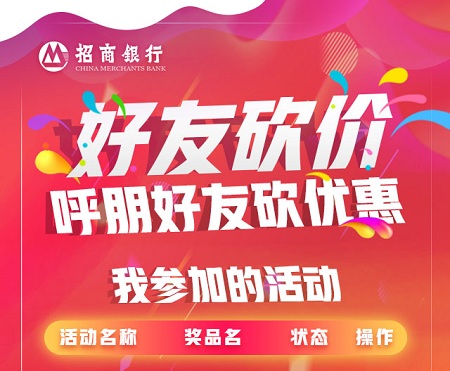 招商银行
CHINA MERCHANTS BANK
好友砍价
呼朋好友砍优惠
我参加的活动
活动名称 奖品名 状态 操作